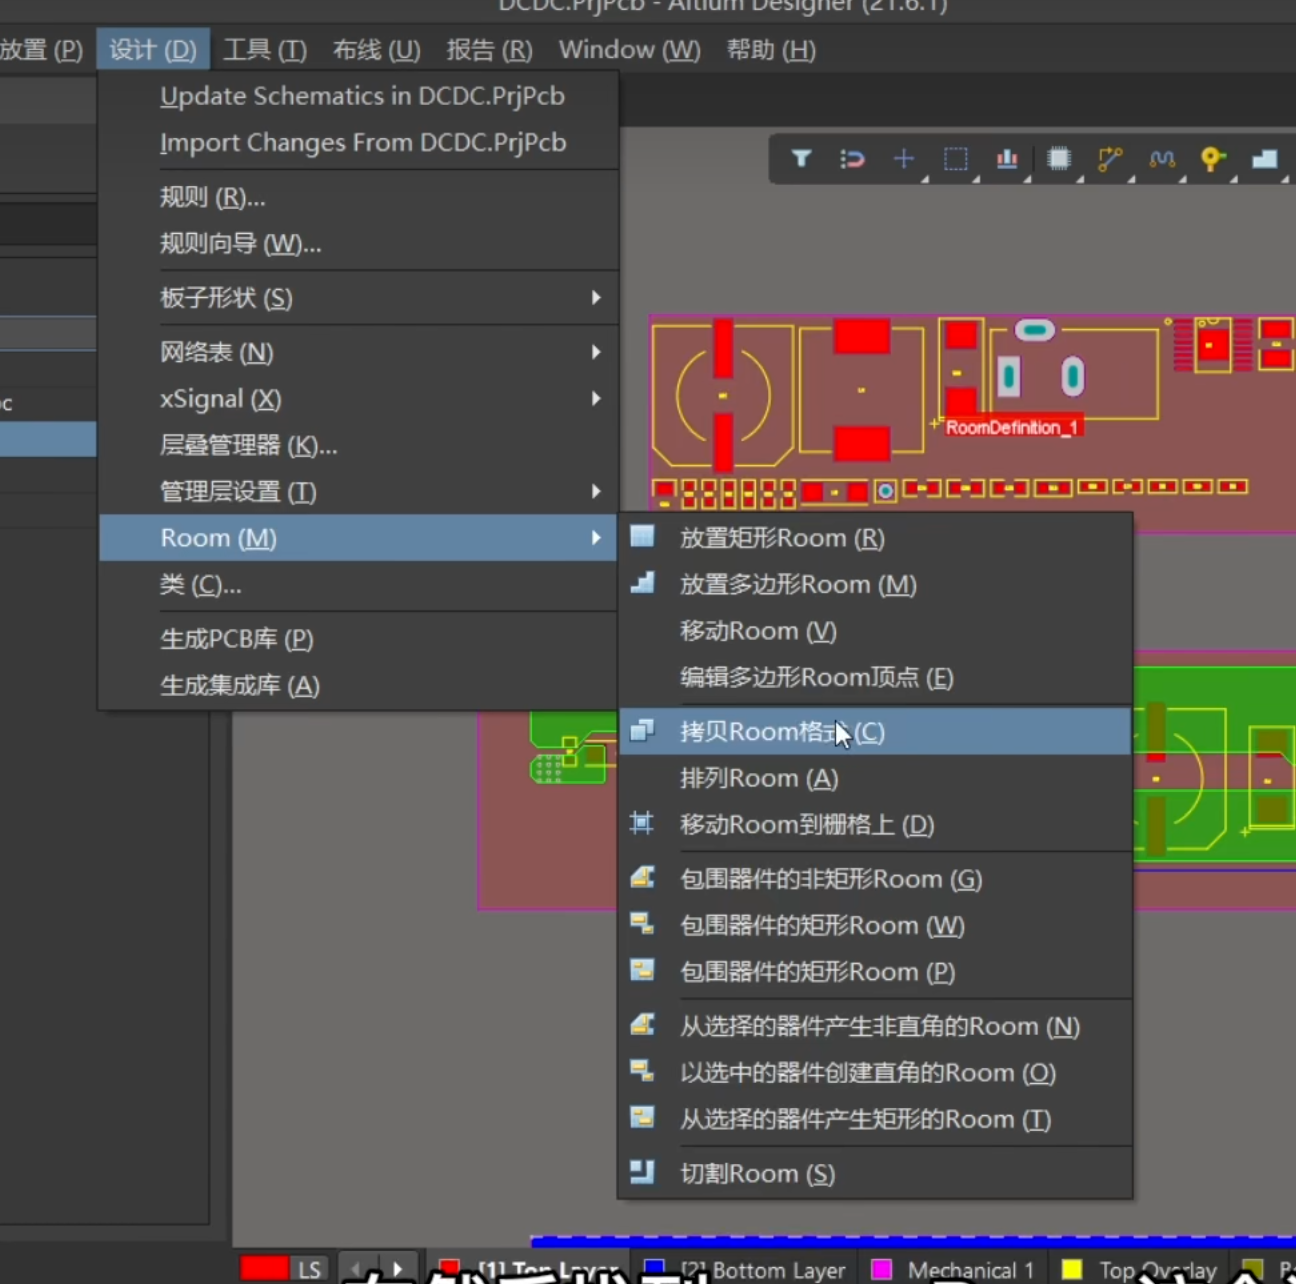 DCDC.PrjPcb - Altium Designer (21.6.1)
放置 (P) 设计 (D) 工具 (T) 布线 (U) 报告 (R) Window (W) 帮助 (H)
Update Schematics in DCDC.PrjPcb
Import Changes From DCDC.PrjPcb
规则 (R)...
规则向导 (W)...
板子形状 (S)
网络表 (N)
xSignal (X)
层叠管理器 (K)...
管理层设置 (T)
Room (M)
类 (C)...
生成PCB库 (P)
生成集成库 (A)
RoomDefinition_1
放置矩形Room (R)
放置多边形Room (M)
移动Room (V)
编辑多边形Room顶点 (E)
拷贝Room格式 (C)
排列Room (A)
移动Room到栅格上 (D)
包围器件的非矩形Room (G)
包围器件的矩形Room (W)
包围器件的矩形Room (P)
从选择的器件产生非直角的Room (N)
以选中的器件创建直角的Room (O)
从选择的器件产生矩形的Room (T)
切割Room (S)
LS [1] Top Layer [2] Bottom Layer Mechanical 1 Top Overlay